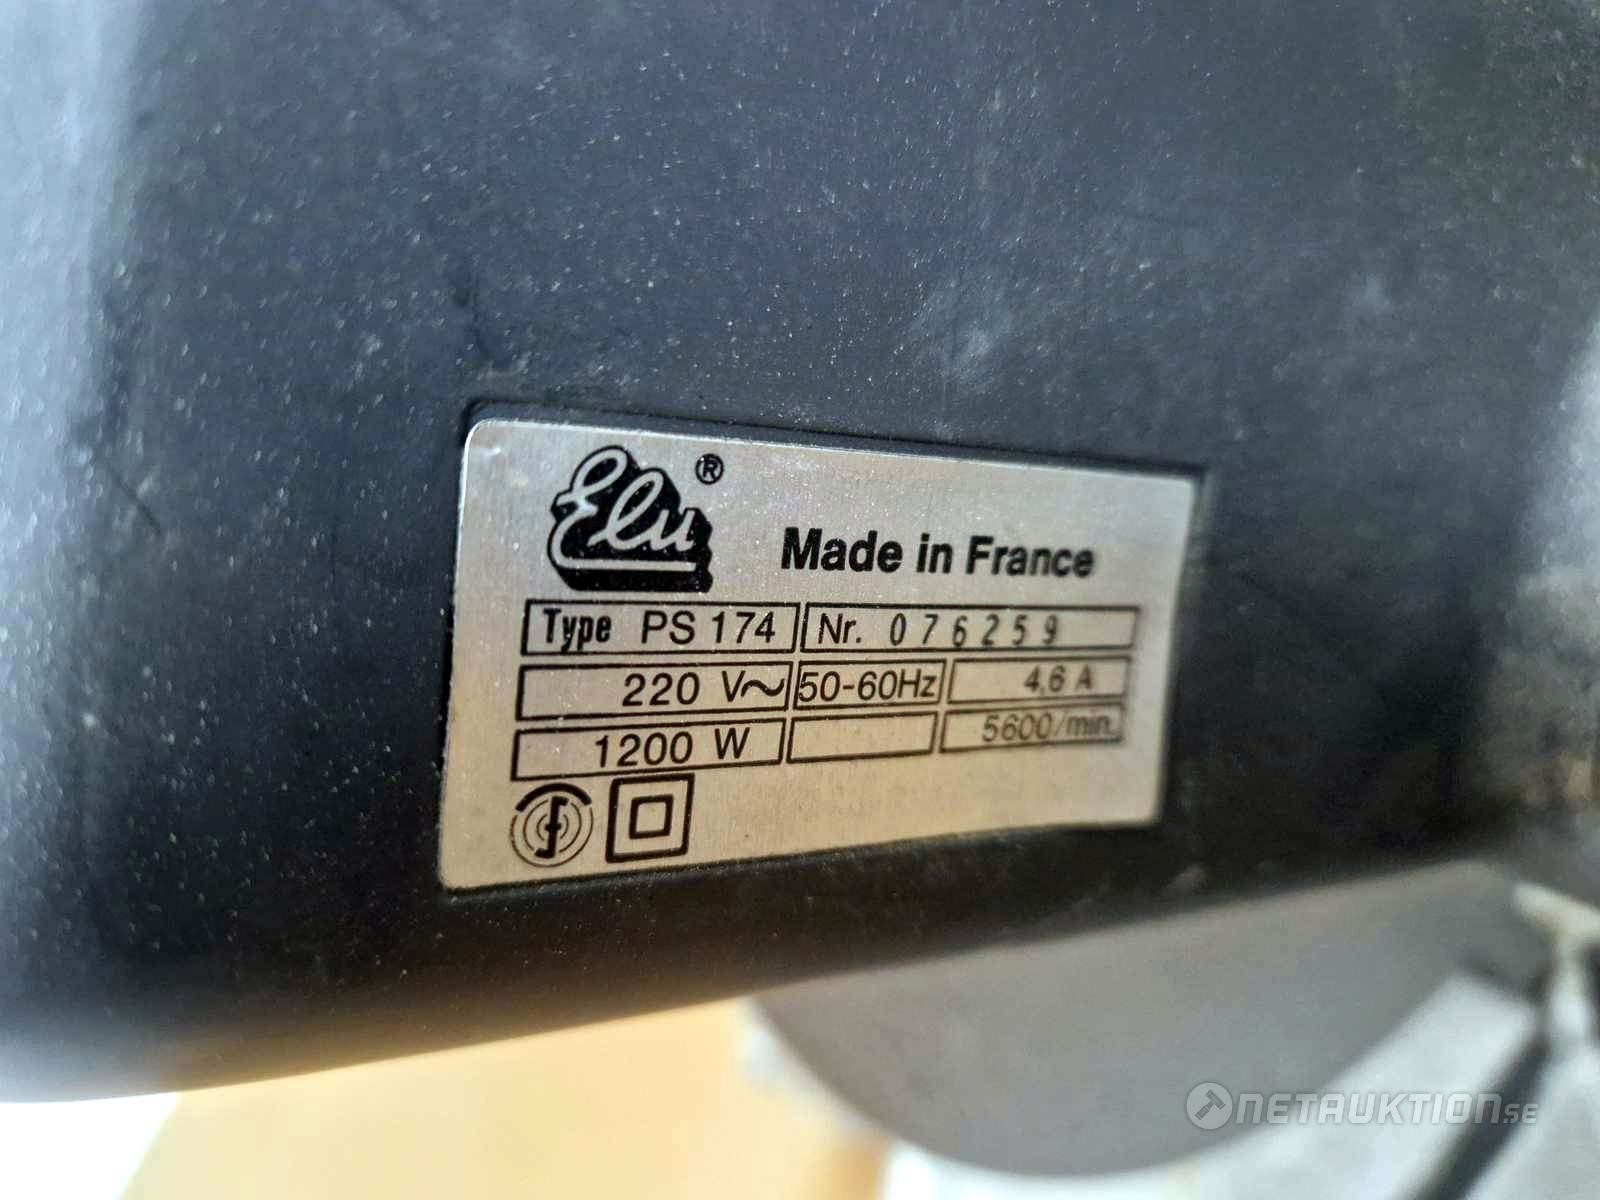 Elu®
Made in France
Type PS 174 Nr. 076259
220 V~ 50-60Hz 4,6 A
1200 W 5600/min.
NETAUKTION.SE